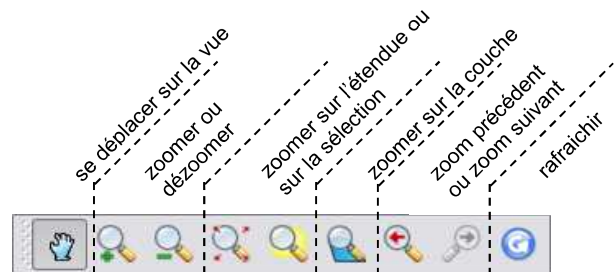 se déplacer sur la vue
zoomer ou
dézoomer
zoomer sur l'étendue ou
sur la sélection
zoomer sur la couche
zoom précédent
ou zoom suivant
rafraichir